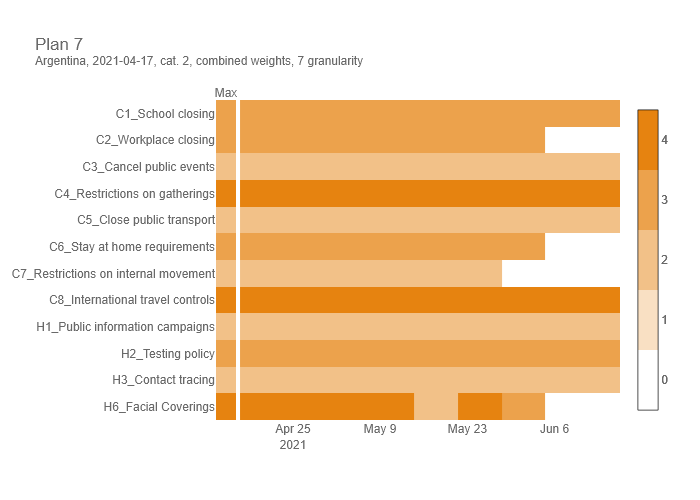 Plan 7
Argentina, 2021-04-17, cat. 2, combined weights, 7 granularity
Max
C1_School closing
C2_Workplace closing
C3_Cancel public events
C4_Restrictions on gatherings
C5_Close public transport
C6_Stay at home requirements
C7_Restrictions on internal movement
C8_International travel controls
H1_Public information campaigns
H2_Testing policy
H3_Contact tracing
H6_Facial Coverings
Apr 25 May 9 May 23 Jun 6
2021
4
3
2
1
0